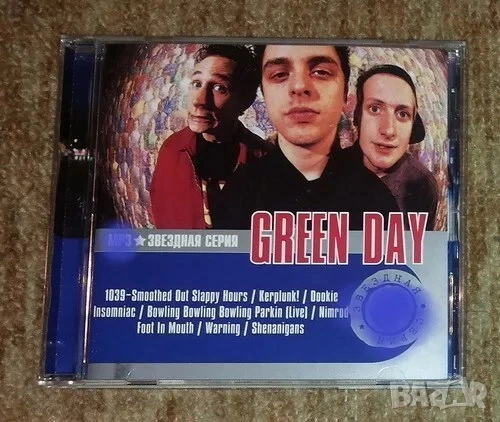 MP3 ★ ЗВЕЗДНАЯ СЕРИЯ
GREEN DAY
1039-Smoothed Out Slappy Hours / Kerplunk! / Dookie
Insomniac / Bowling Bowling Bowling Parkin (Live) / Nimrod
Foot In Mouth / Warning / Shenanigans
ЗВЕЗДНАЯ СЕРИЯ
BAZAR